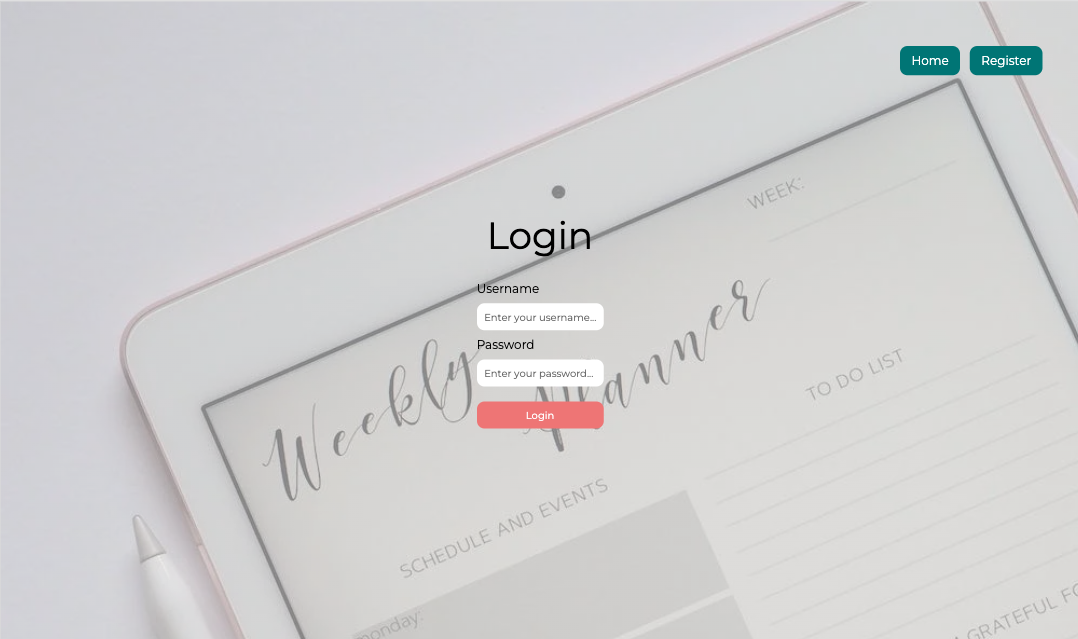 Home
Register
WEEK:
Login
Username
Enter your username...
Password
Enter your password...
Login
Weekly Planner
TO DO LIST
SCHEDULE AND EVENTS
monday:
GRATEFUL